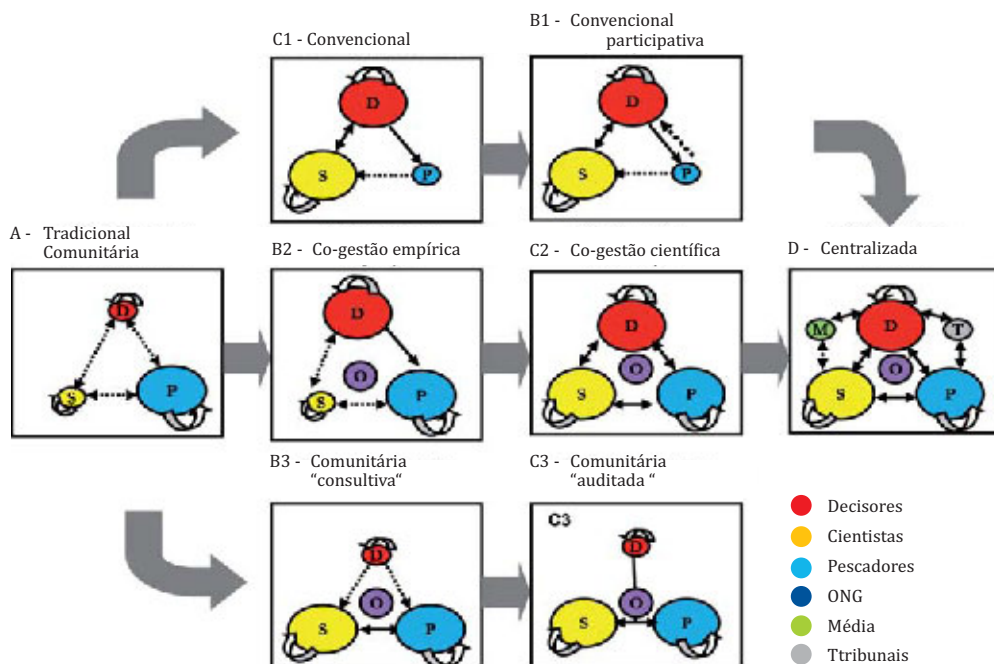 C1 - Convencional
B1 - Convencional
participativa
D
S
P
D
S
P
A - Tradicional
Comunitária
B2 - Co-gestão empírica
C2 - Co-gestão científica
D - Centralizada
D
S
P
D
O
S
P
D
O
S
P
M
D
T
O
S
P
B3 - Comunitária
“consultiva“
C3 - Comunitária
“auditada “
D
O
S
P
C3
D
O
S
P
Decisores
Cientistas
Pescadores
ONG
Média
Ttribunais